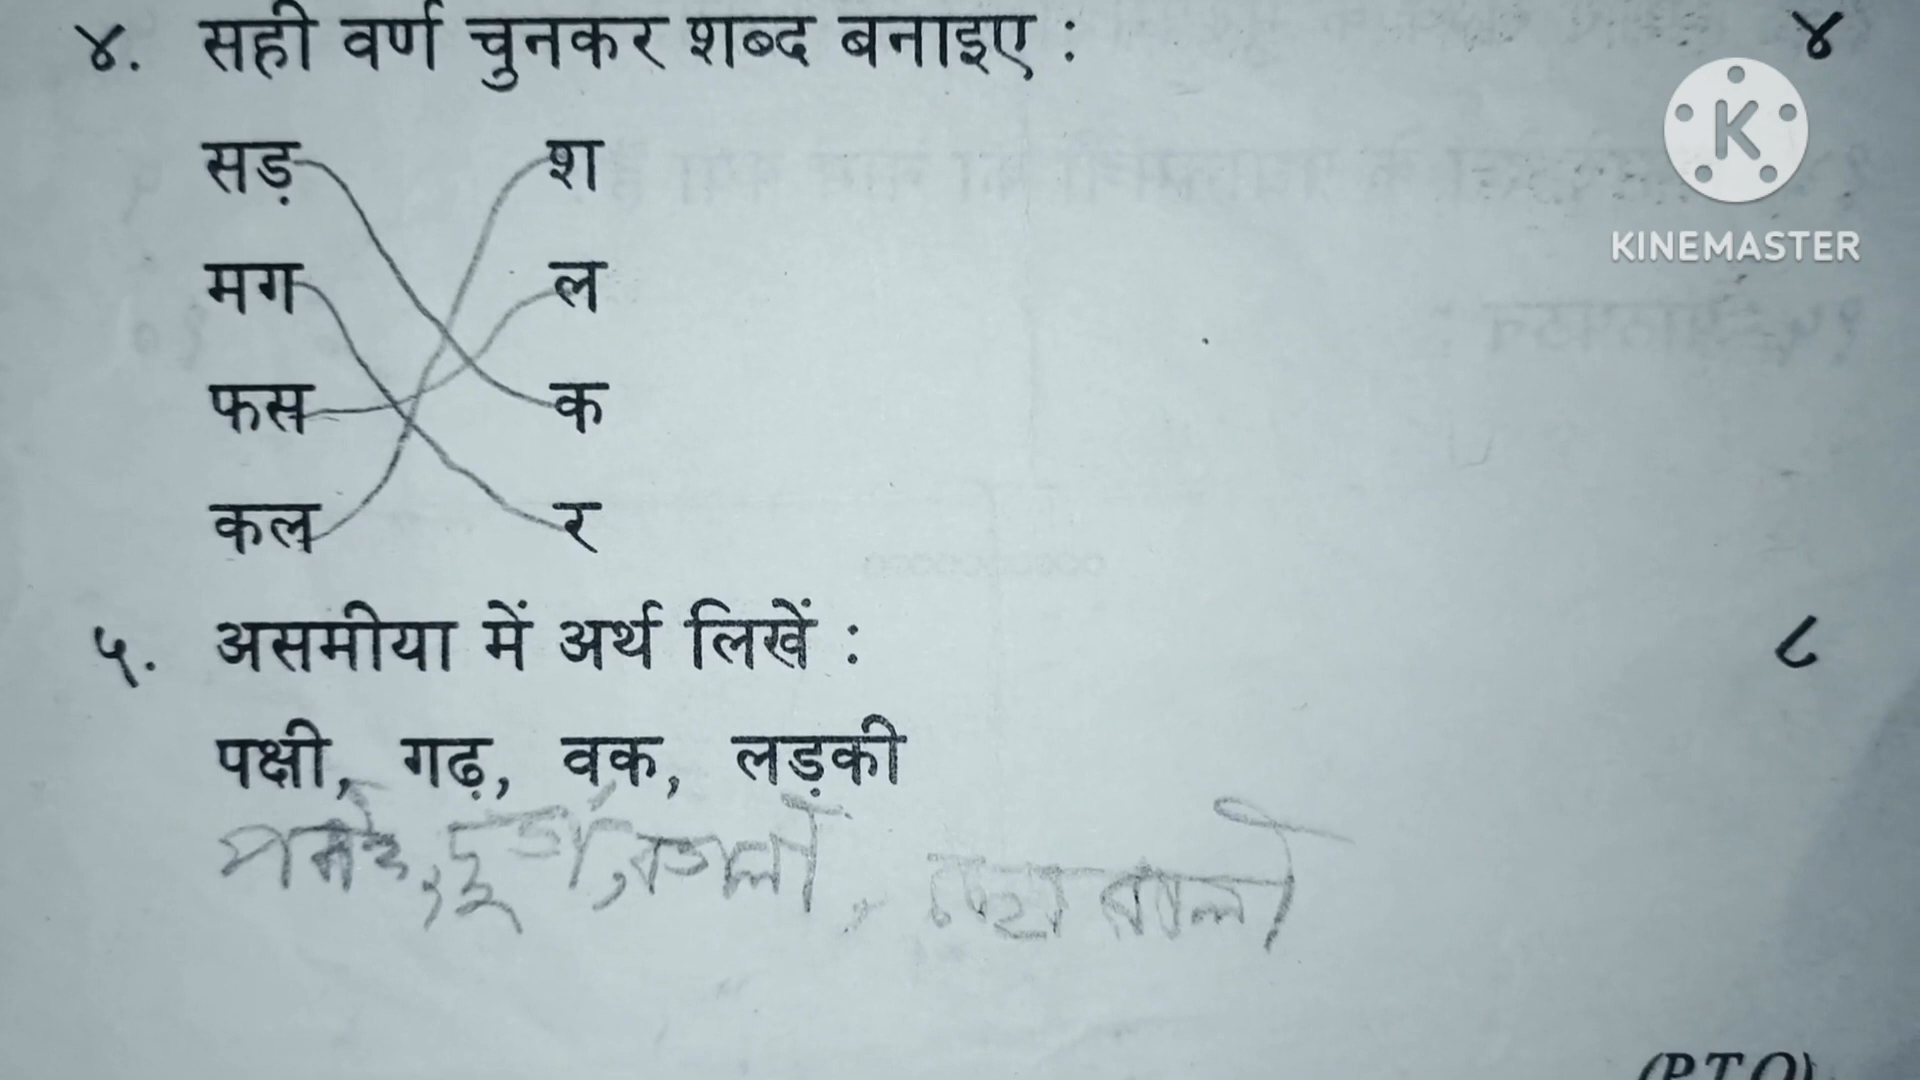 ४. सही वर्ण चुनकर शब्द बनाइए : ४
सड़ श
मग ल
फस क
कल र
५. असमीया में अर्थ लिखें : ८
पक्षी, गढ़, वक, लड़की
KINEMASTER
(P.T.O)